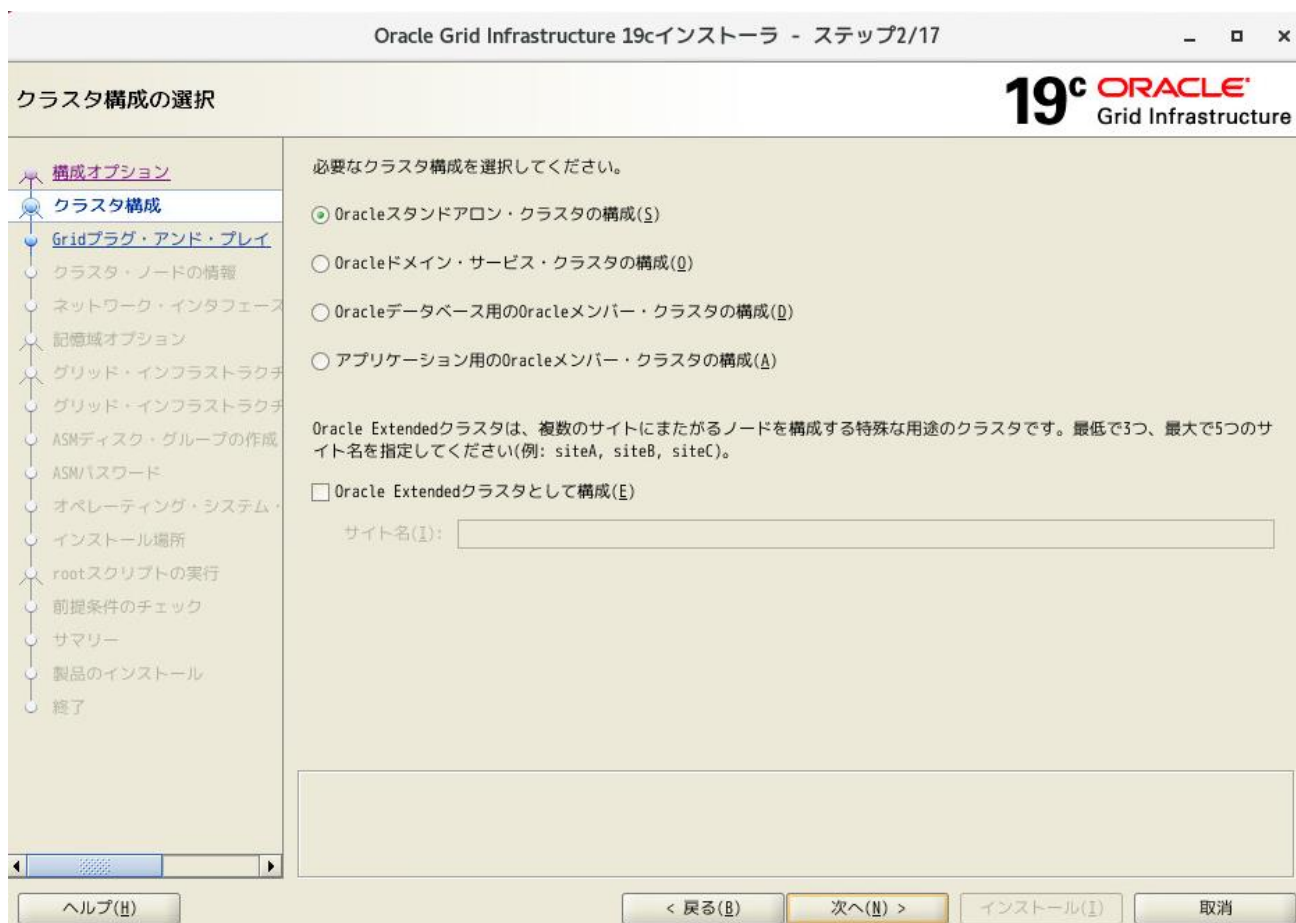 Oracle Grid Infrastructure 19cインストーラ - ステップ2/17
クラスタ構成の選択
19c ORACLE
Grid Infrastructure
構成オプション
クラスタ構成
Gridプラグ・アンド・プレイ
クラスタ・ノードの情報
ネットワーク・インタフェース
記憶域オプション
グリッド・インフラストラクチ
グリッド・インフラストラクチ
ASMディスク・グループの作成
ASMパスワード
オペレーティング・システム・
インストール場所
rootスクリプトの実行
前提条件のチェック
サマリー
製品のインストール
終了
必要なクラスタ構成を選択してください。
Oracleスタンドアロン・クラスタの構成(S)
Oracleドメイン・サービス・クラスタの構成(O)
Oracleデータベース用のOracleメンバー・クラスタの構成(D)
アプリケーション用のOracleメンバー・クラスタの構成(A)
Oracle Extendedクラスタは、複数のサイトにまたがるノードを構成する特殊な用途のクラスタです。最低で3つ、最大で5つのサ
イト名を指定してください(例: siteA, siteB, siteC)。
Oracle Extendedクラスタとして構成(E)
サイト名(I):
ヘルプ(H)
< 戻る(B)
次へ(N) >
インストール(I)
取消